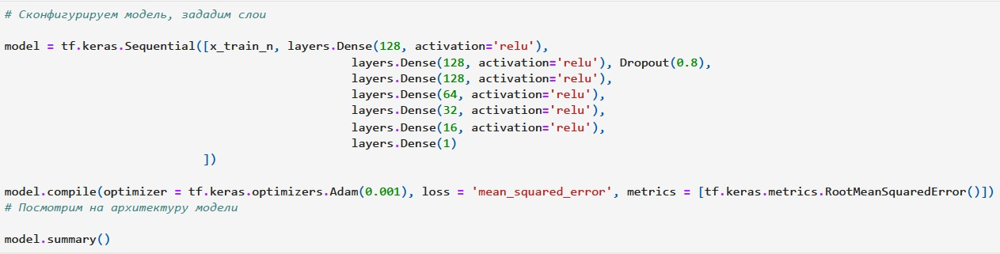 # Сконфигурируем модель, зададим слои
model = tf.keras.Sequential([x_train_n, layers.Dense(128, activation='relu'),
layers.Dense(128, activation='relu'), Dropout(0.8),
layers.Dense(128, activation='relu'),
layers.Dense(64, activation='relu'),
layers.Dense(32, activation='relu'),
layers.Dense(16, activation='relu'),
layers.Dense(1)
])
model.compile(optimizer = tf.keras.optimizers.Adam(0.001), loss = 'mean_squared_error', metrics = [tf.keras.metrics.RootMeanSquaredError()])
# Посмотрим на архитектуру модели
model.summary()